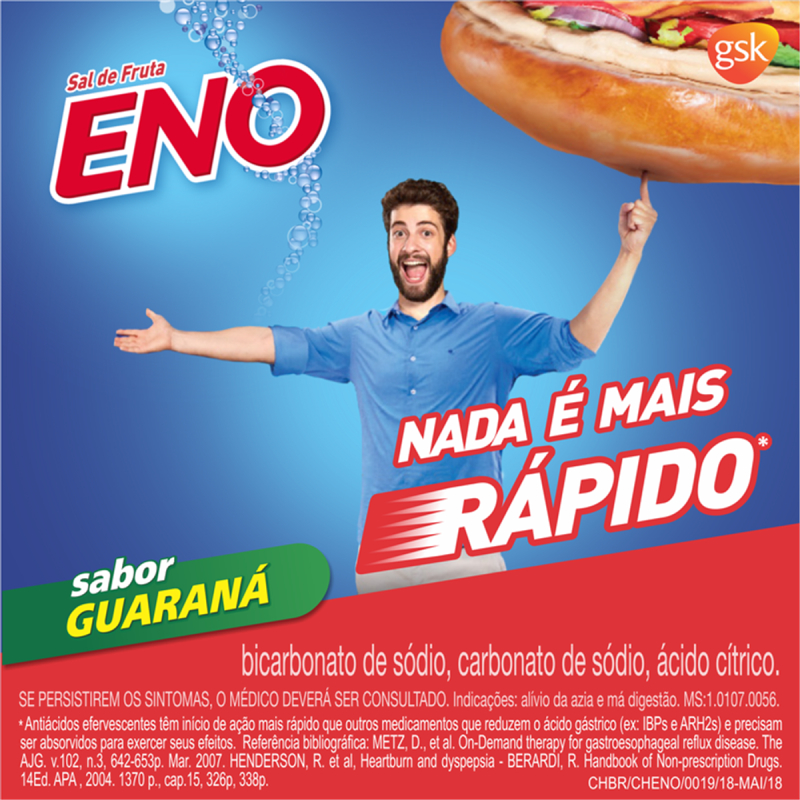 Sal de Fruta
ENO
gsk
NADA É MAIS
RÁPIDO*
sabor
GUARANÁ
bicarbonato de sódio, carbonato de sódio, ácido cítrico.
SE PERSISTIREM OS SINTOMAS, O MÉDICO DEVERÁ SER CONSULTADO. Indicações: alívio da azia e má digestão. MS:1.0107.0056.
*Antiácidos efervescentes têm início de ação mais rápido que outros medicamentos que reduzem o ácido gástrico (ex: IBPs e ARH2s) e precisam
ser absorvidos para exercer seus efeitos. Referência bibliográfica: METZ, D., et al. On-Demand therapy for gastroesophageal reflux disease. The
AJG. v.102, n.3, 642-653p. Mar. 2007. HENDERSON, R. et al, Heartburn and dyspepsia - BERARDI, R. Handbook of Non-prescription Drugs.
14Ed. APA , 2004. 1370 p., cap.15, 326p, 338p.
CHBR/CHENO/0019/18-MAI/18